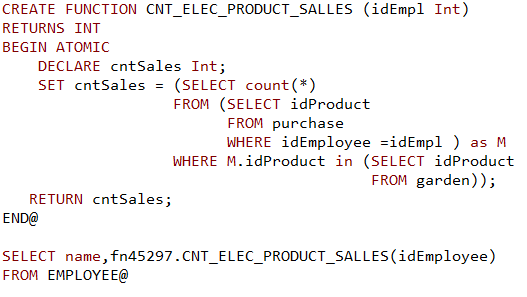 CREATE FUNCTION CNT_ELEC_PRODUCT_SALLES (idEmpl Int)
RETURNS INT
BEGIN ATOMIC
DECLARE cntSales Int;
SET cntSales = (SELECT count(*)
FROM (SELECT idProduct
FROM purchase
WHERE idEmployee =idEmpl ) as M
WHERE M.idProduct in (SELECT idProduct
FROM garden));
RETURN cntSales;
END@
SELECT name,fn45297.CNT_ELEC_PRODUCT_SALLES(idEmployee)
FROM EMPLOYEE@